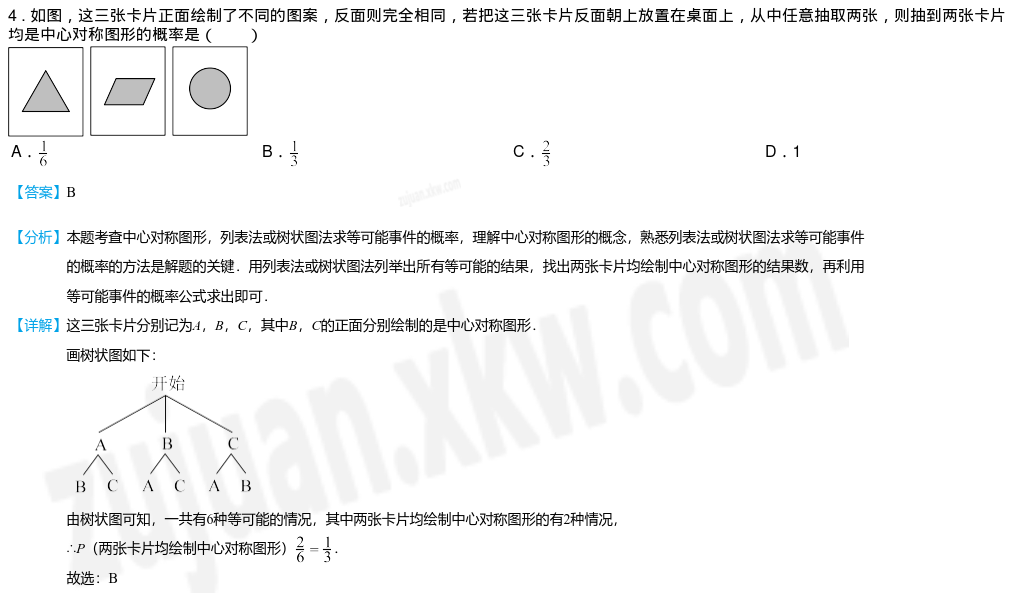 4．如图，这三张卡片正面绘制了不同的图案，反面则完全相同，若把这三张卡片反面朝上放置在桌面上，从中任意抽取两张，则抽到两张卡片
均是中心对称图形的概率是（　　）
A．1/6 B．1/3 C．2/3 D．1
【答案】B
zujuan.xkw.com
【分析】本题考查中心对称图形，列表法或树状图法求等可能事件的概率，理解中心对称图形的概念，熟悉列表法或树状图法求等可能事件
的概率的方法是解题的关键．用列表法或树状图法列举出所有等可能的结果，找出两张卡片均绘制中心对称图形的结果数，再利用
等可能事件的概率公式求出即可．
【详解】这三张卡片分别记为A，B，C，其中B，C的正面分别绘制的是中心对称图形．
画树状图如下：
开始
A B C
B C A C A B
由树状图可知，一共有6种等可能的情况，其中两张卡片均绘制中心对称图形的有2种情况，
∴P（两张卡片均绘制中心对称图形）2/6 = 1/3．
故选：B
zujuan.xkw.com